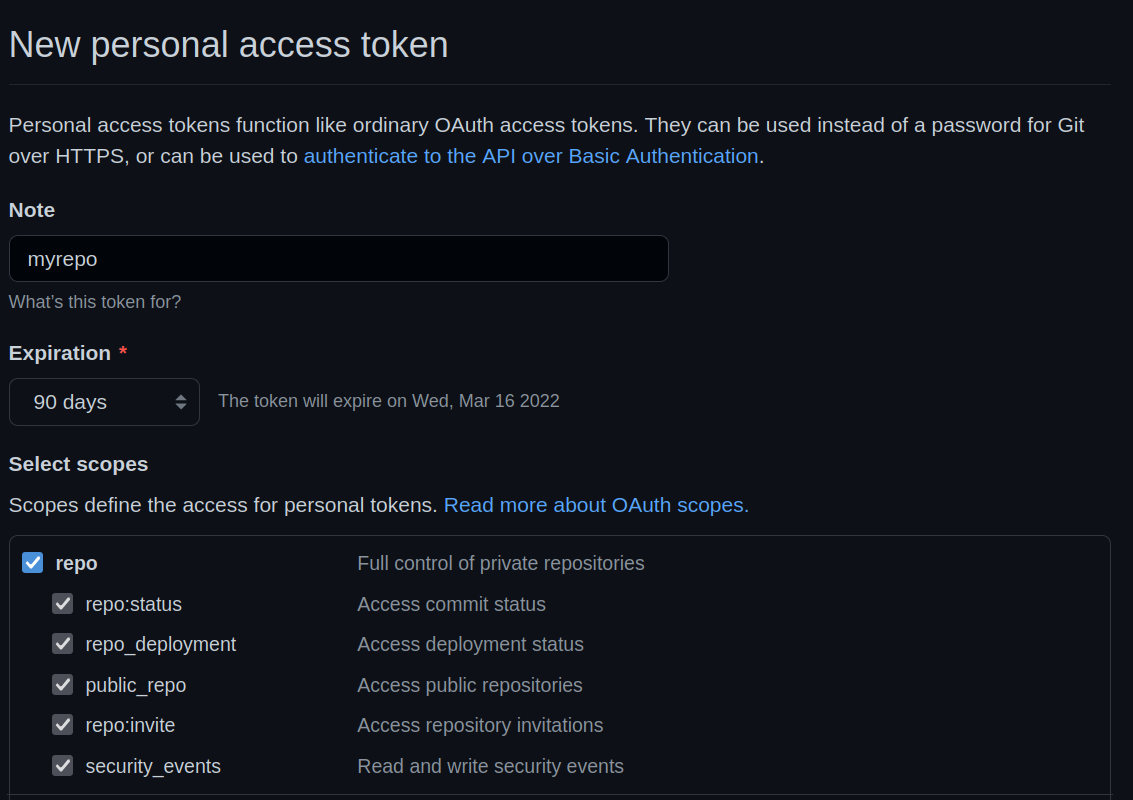 New personal access token
Personal access tokens function like ordinary OAuth access tokens. They can be used instead of a password for Git
over HTTPS, or can be used to authenticate to the API over Basic Authentication.
Note
myrepo
What's this token for?
Expiration *
90 days The token will expire on Wed, Mar 16 2022
Select scopes
Scopes define the access for personal tokens. Read more about OAuth scopes.
repo Full control of private repositories
repo:status Access commit status
repo_deployment Access deployment status
public_repo Access public repositories
repo:invite Access repository invitations
security_events Read and write security events